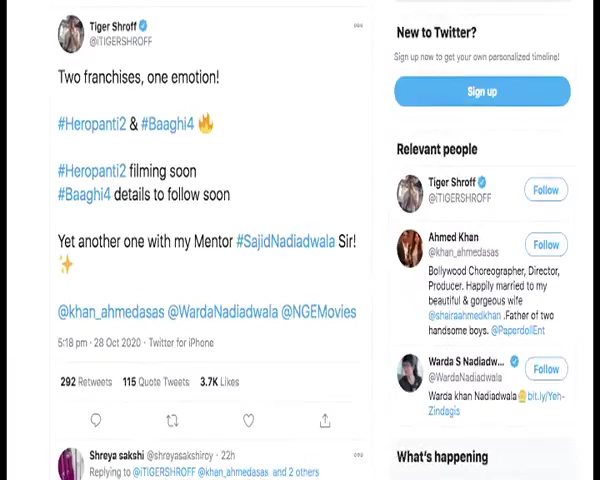 Tiger Shroff
@iTIGERSHROFF
Two franchises, one emotion!
#Heropanti2 & #Baaghi4 🔥
#Heropanti2 filming soon
#Baaghi4 details to follow soon
Yet another one with my Mentor #SajidNadiadwala Sir!
✨
@khan_ahmedasas @WardaNadiadwala @NGEMovies
5:18 pm · 28 Oct 2020 · Twitter for iPhone
292 Retweets 115 Quote Tweets 3.7K Likes
Shreya sakshi @shreyasakshiroy · 22h
Replying to @iTIGERSHROFF @khan_ahmedasas and 2 others
New to Twitter?
Sign up now to get your own personalized timeline!
Sign up
Relevant people
Tiger Shroff
@iTIGERSHROFF
Follow
Ahmed Khan
@khan_ahmedasas
Follow
Bollywood Choreographer, Director,
Producer. Happily married to my
beautiful & gorgeous wife
@shairaahmedkhan .Father of two
handsome boys. @PaperdollEnt
Warda S Nadiadw...
@WardaNadiadwala
Follow
Warda khan Nadiadwala bit.ly/Yeh-
Zindagis
What's happening